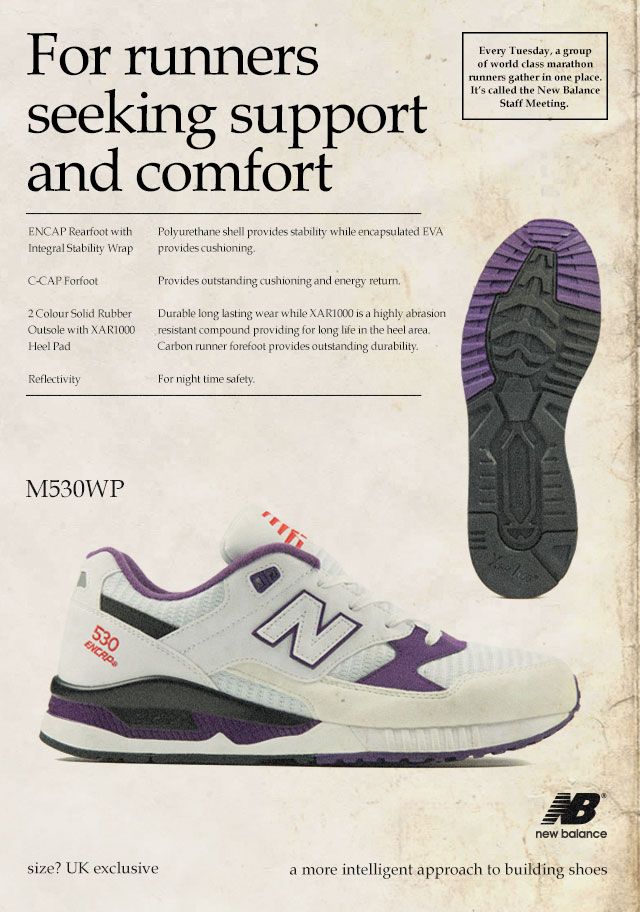 For runners
seeking support
and comfort
Every Tuesday, a group
of world class marathon
runners gather in one place.
It's called the New Balance
Staff Meeting.
ENCAP Rearfoot with
Integral Stability Wrap
Polyurethane shell provides stability while encapsulated EVA
provides cushioning.
C-CAP Forfoot
Provides outstanding cushioning and energy return.
2 Colour Solid Rubber
Outsole with XAR1000
Heel Pad
Durable long lasting wear while XAR1000 is a highly abrasion
resistant compound providing for long life in the heel area.
Carbon runner forefoot provides outstanding durability.
Reflectivity
For night time safety.
M530WP
530
ENCAP®
N
NB®
new balance
size? UK exclusive
a more intelligent approach to building shoes